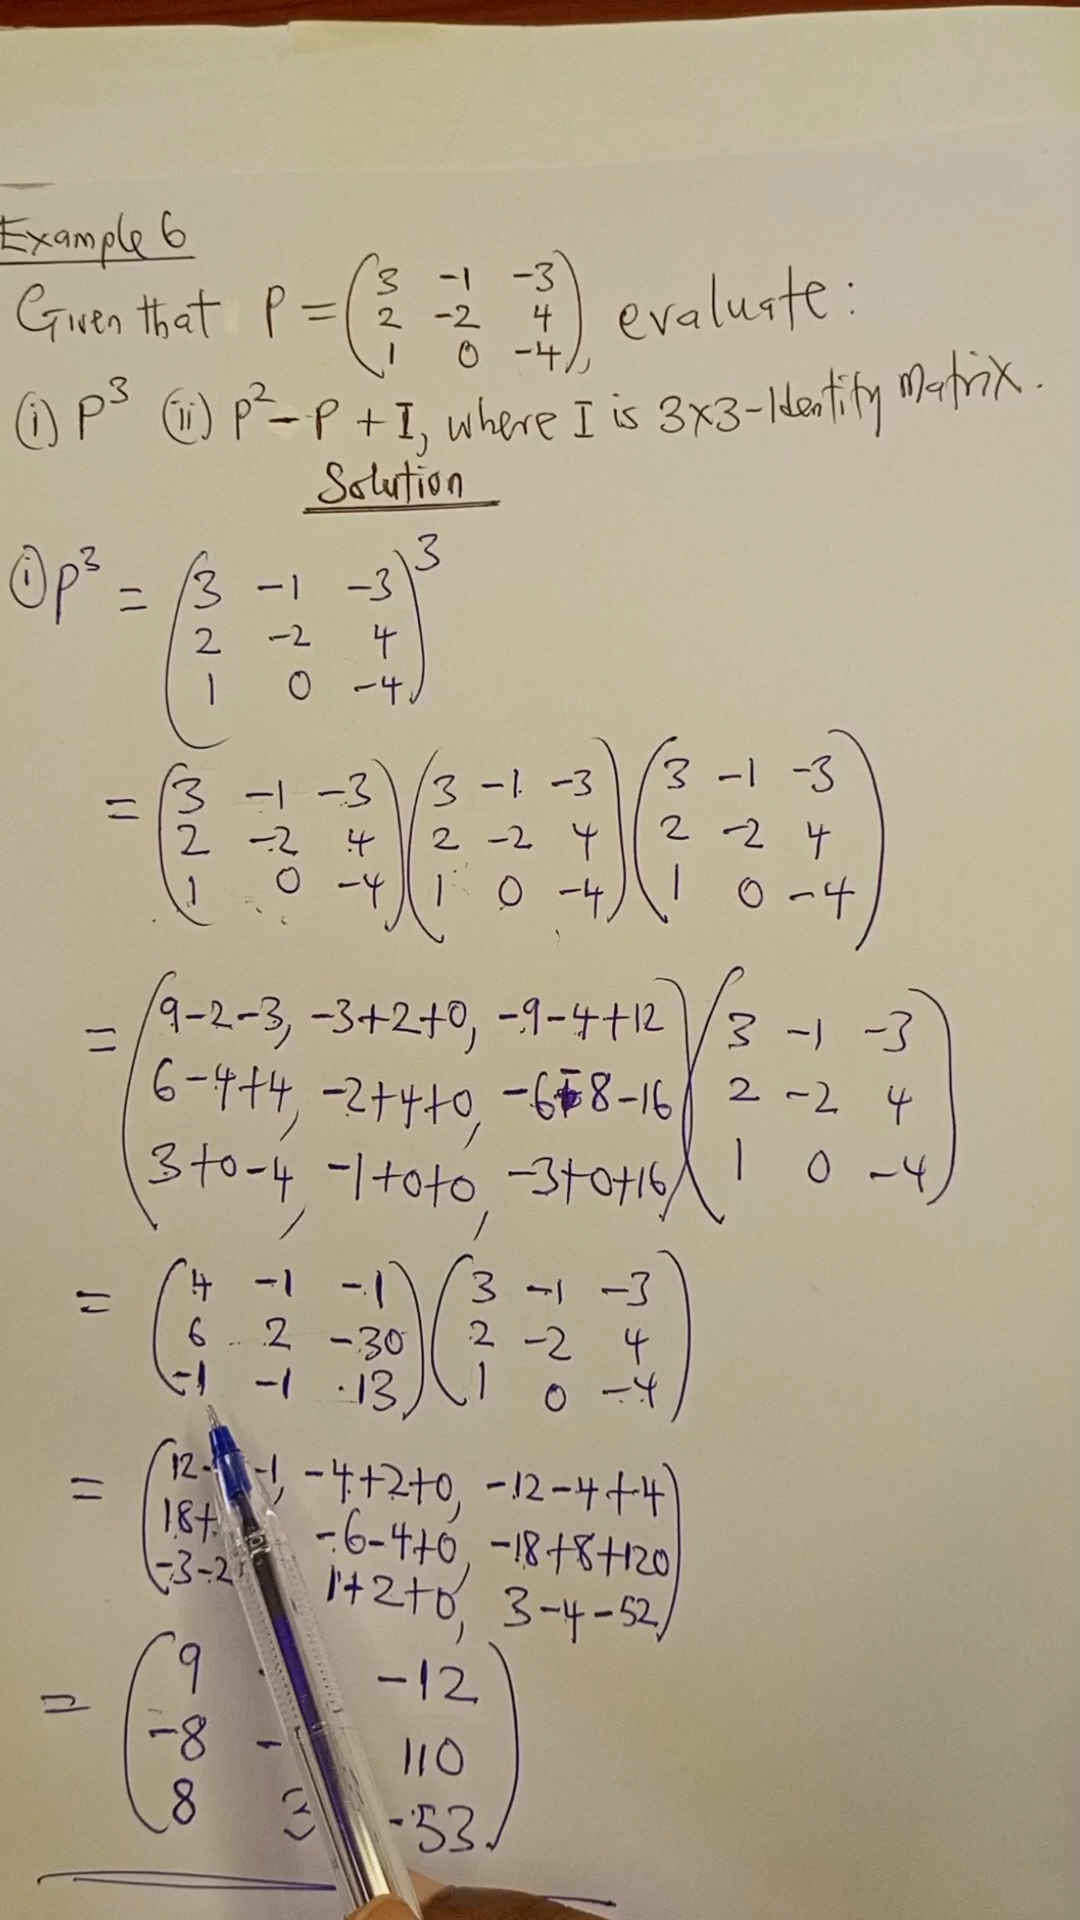 Example 6
Given that P = (3 -1 -3
2 -2 4
1 0 -4), evaluate:
(i) P³ (ii) P² - P + I, where I is 3x3-Identity Matrix.
Solution
(i) P³ = (3 -1 -3
2 -2 4
1 0 -4)³
= (3 -1 -3) (3 -1 -3) (3 -1 -3)
(2 -2 4) (2 -2 4) (2 -2 4)
(1 0 -4) (1 0 -4) (1 0 -4)
= (9-2-3, -3+2+0, -9-4+12) (3 -1 -3)
(6-4+4, -2+4+0, -6-8-16) (2 -2 4)
(3+0-4, -1+0+0, -3+0+16) (1 0 -4)
= (4 -1 -1) (3 -1 -3)
(6 2 -30) (2 -2 4)
(-1 -1 13) (1 0 -4)
= (12- -1, -4+2+0, -12-4+4)
(18+ -6-4+0, -18+8+120)
(-3-2 1+2+0, 3-4-52)
= (9 - -12)
(-8 - 110)
(8 3 -53)